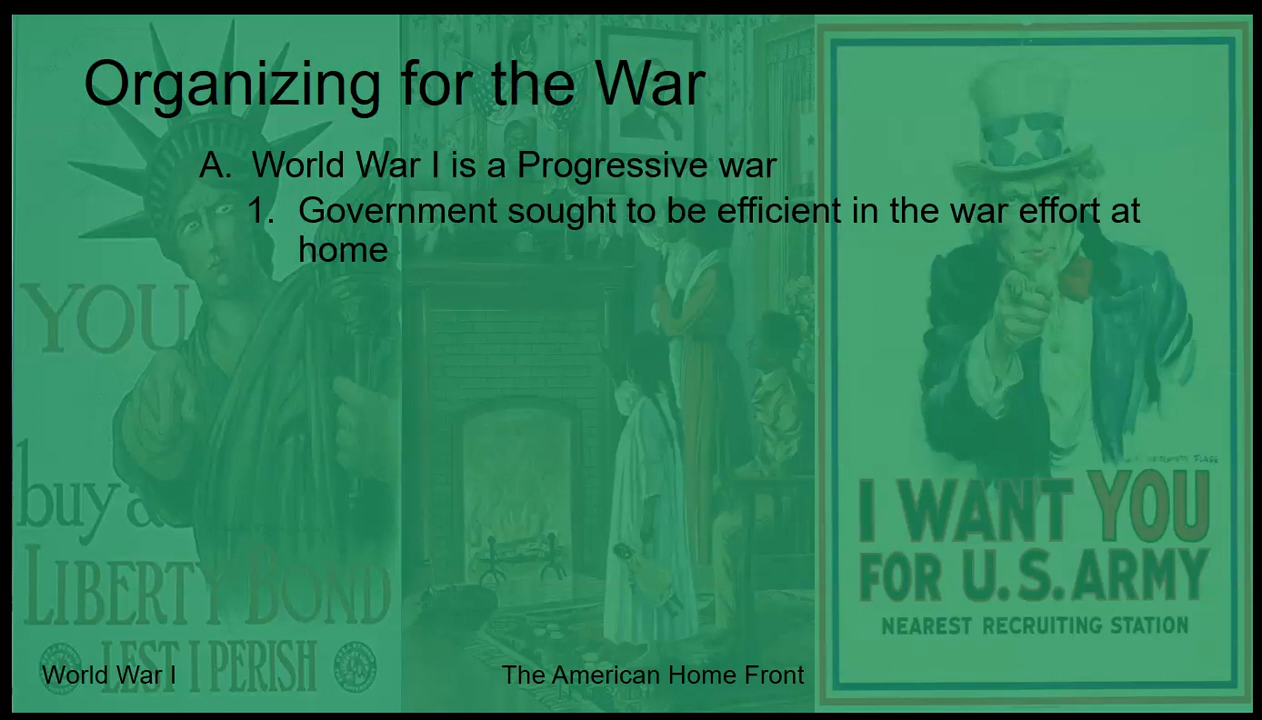 Organizing for the War
A. World War I is a Progressive war
1. Government sought to be efficient in the war effort at
home
YOU
buy a
LIBERTY BOND
LEST I PERISH
I WANT YOU
FOR U.S. ARMY
NEAREST RECRUITING STATION
World War I
The American Home Front